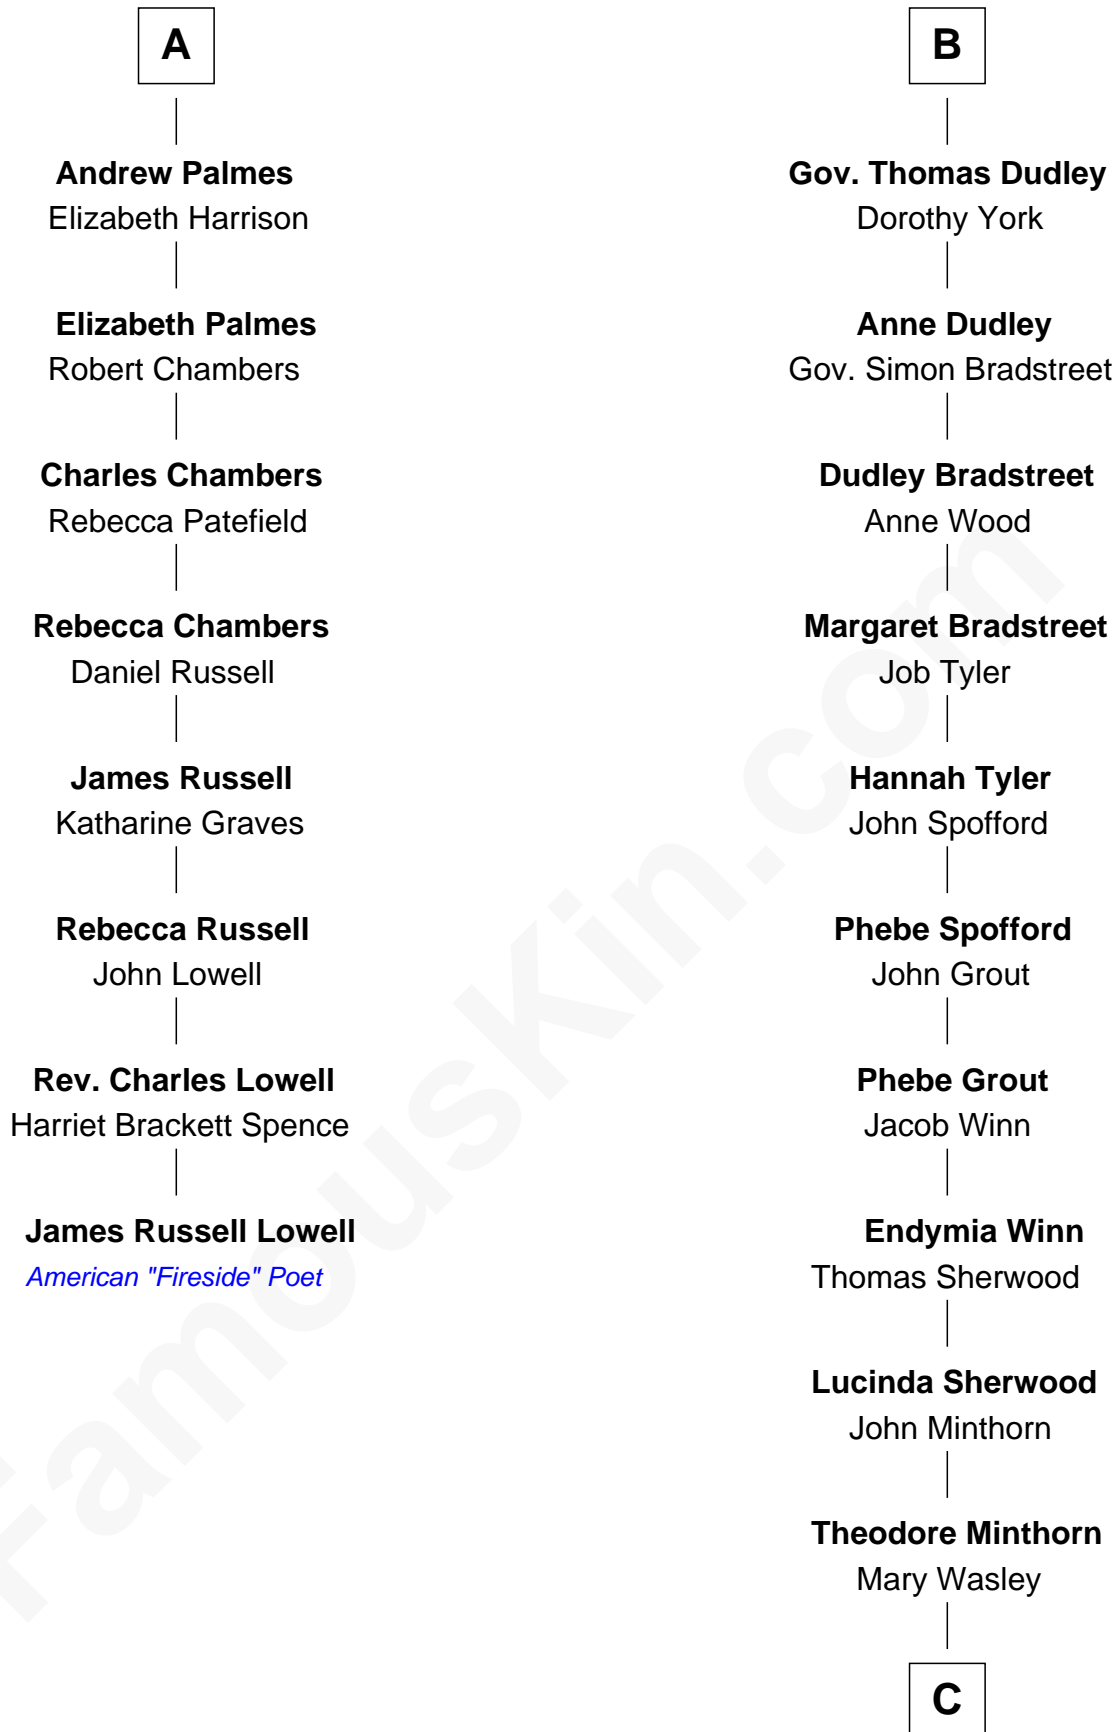 A
Andrew Palmes
Elizabeth Harrison
Elizabeth Palmes
Robert Chambers
Charles Chambers
Rebecca Patefield
Rebecca Chambers
Daniel Russell
James Russell
Katharine Graves
Rebecca Russell
John Lowell
Rev. Charles Lowell
Harriet Brackett Spence
James Russell Lowell
American "Fireside" Poet
B
Gov. Thomas Dudley
Dorothy York
Anne Dudley
Gov. Simon Bradstreet
Dudley Bradstreet
Anne Wood
Margaret Bradstreet
Job Tyler
Hannah Tyler
John Spofford
Phebe Spofford
John Grout
Phebe Grout
Jacob Winn
Endymia Winn
Thomas Sherwood
Lucinda Sherwood
John Minthorn
Theodore Minthorn
Mary Wasley
C
FamousKin.com